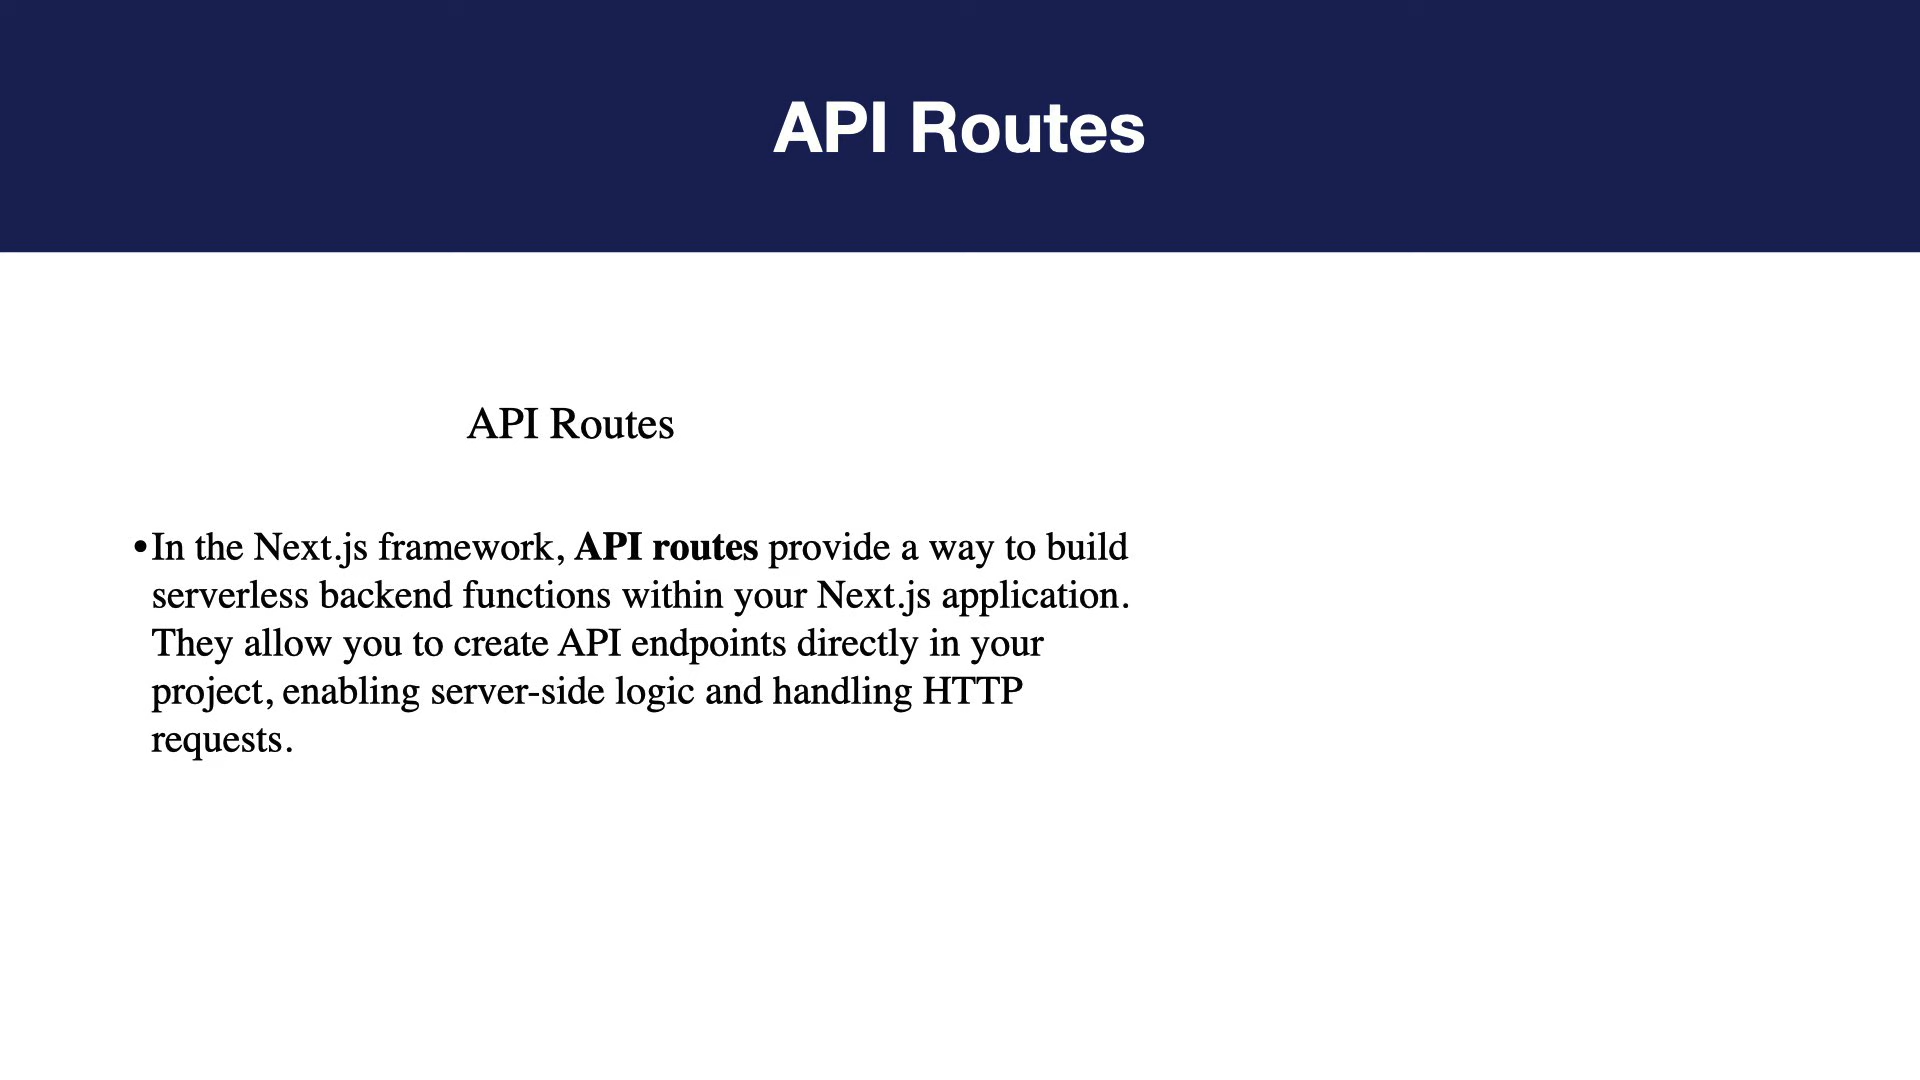 API Routes
API Routes
•In the Next.js framework, API routes provide a way to build
serverless backend functions within your Next.js application.
They allow you to create API endpoints directly in your
project, enabling server-side logic and handling HTTP
requests.